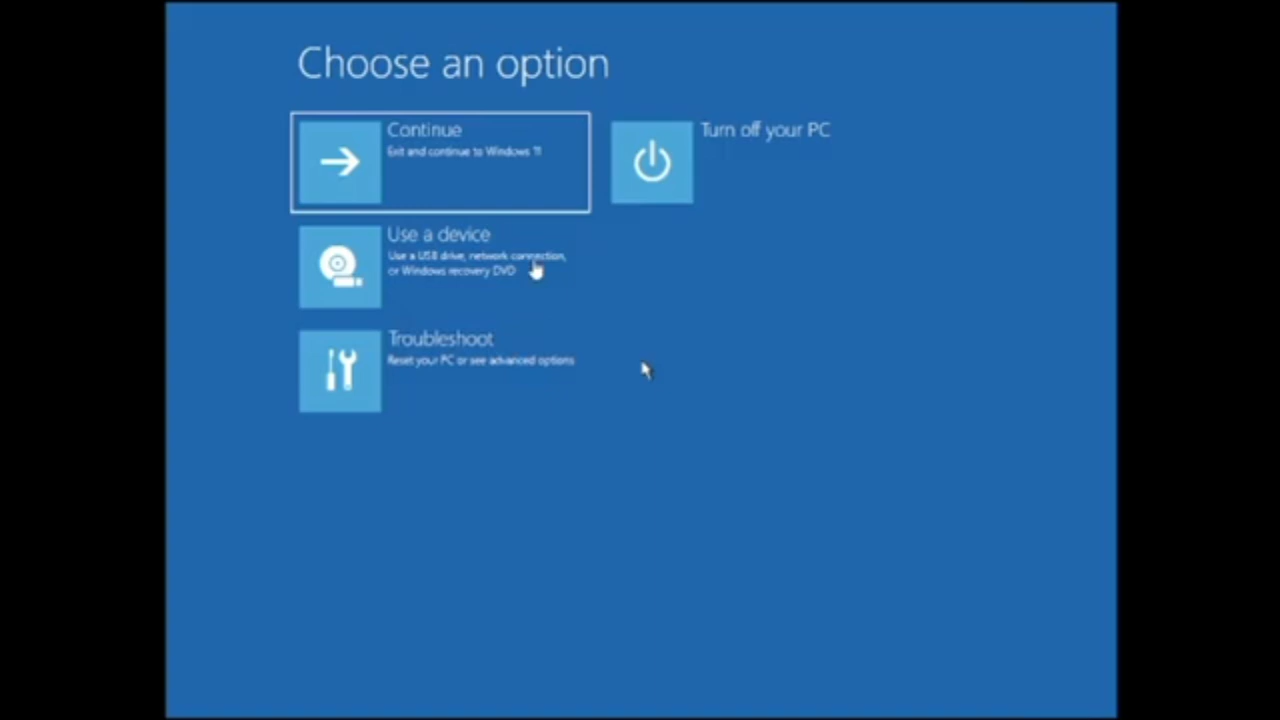 Choose an option
Continue
Exit and continue to Windows 11
Turn off your PC
Use a device
Use a USB drive, network connection,
or Windows recovery DVD
Troubleshoot
Reset your PC or see advanced options